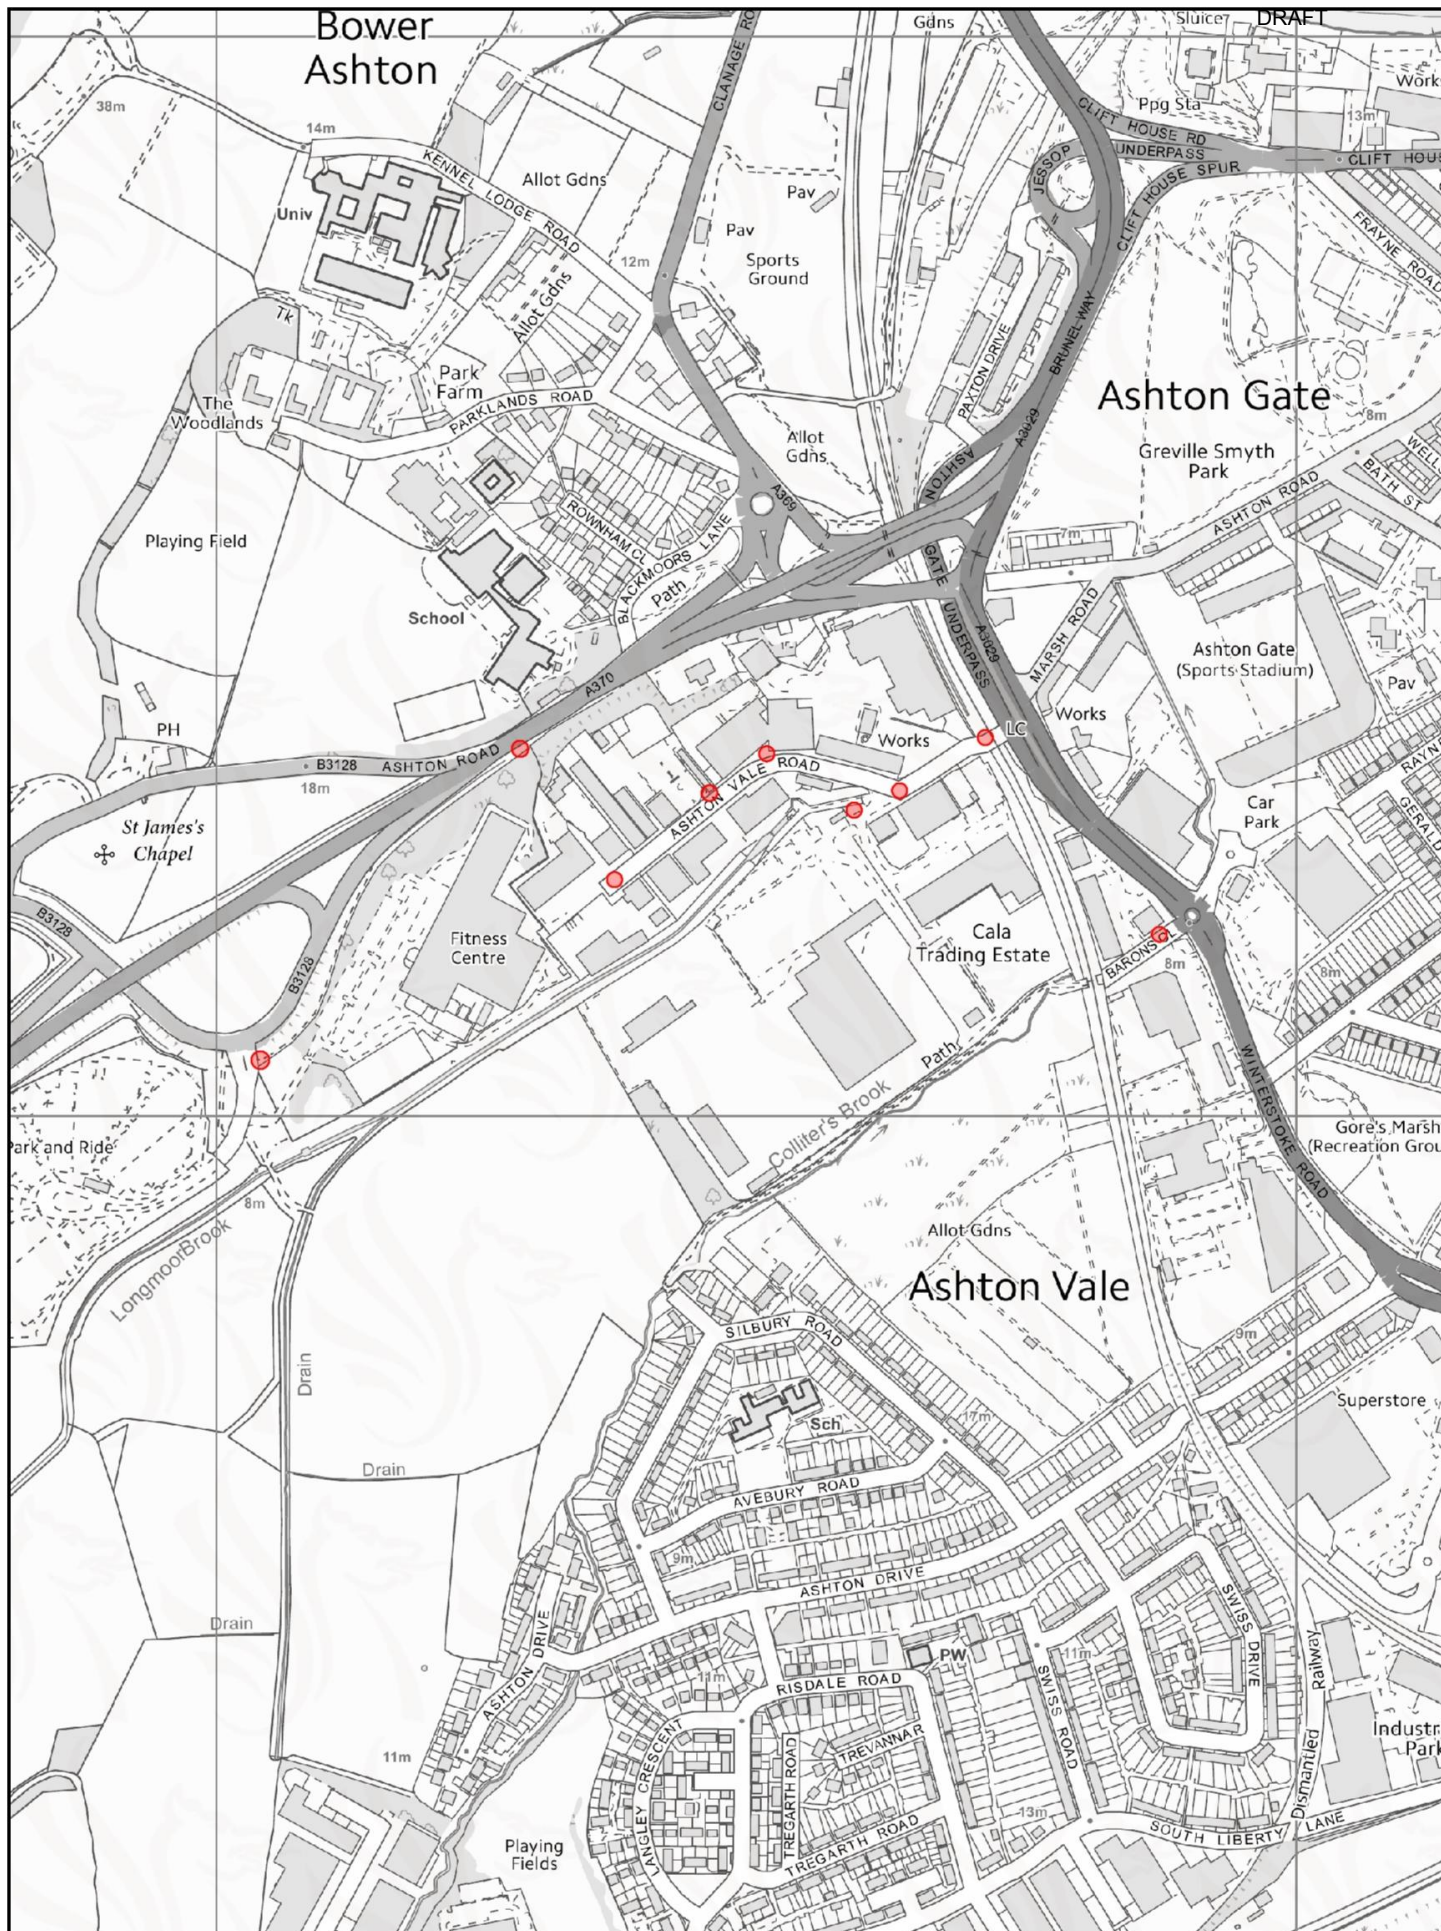 Bower
Ashton
DRAFT
Gdns
Sluice
38m
14m
Ppg Sta
13m
CLANAGE RO
CLIFT HOUSE RD
UNDERPASS
CLIFT HOUS
CLIFT HOUSE SPUR
JESSOP
KENNEL LODGE ROAD
Allot Gdns
Univ
Pav
Pav
12m
Sports
Ground
FRAYNE ROAD
Allot Gdns
Tk
BRUNEL WAY
PAXTON DRIVE
Park
Farm
PARKLANDS ROAD
The
Woodlands
Ashton Gate
8m
A3029
Allot
Gdns
Greville Smyth
Park
ASHTON
GATE
UNDERPASS
A369
BATH ST
ASHTON ROAD
ROWNHAM CL
BLACKMOORS LANE
Path
7m
Playing Field
School
MARSH ROAD
A3029
Ashton Gate
(Sports Stadium)
Pav
A370
PH
LC
Works
Works
B3128
ASHTON ROAD
18m
ASHTON VALE ROAD
St James's
Chapel
Car
Park
GERALD
B3128
B3128
Fitness
Centre
Cala
Trading Estate
BARONS
8m
8m
Path
Colliter's Brook
WINTERSTOKE ROAD
Park and Ride
Gore's Marsh
(Recreation Grou
8m
Longmoor Brook
Allot Gdns
Ashton Vale
SILBURY ROAD
9m
Drain
Superstore
Sch
17m
Drain
AVEBURY ROAD
9m
ASHTON DRIVE
Drain
SWISS DRIVE
ASHTON DRIVE
PW
11m
11m
RISDALE ROAD
SWISS ROAD
Dismantled Railway
11m
LANGLEY CRESCENT
TREGARTH ROAD
TREVANNAR
Industr
Park
13m
SOUTH LIBERTY LANE
Playing
Fields
TREGARTH ROAD